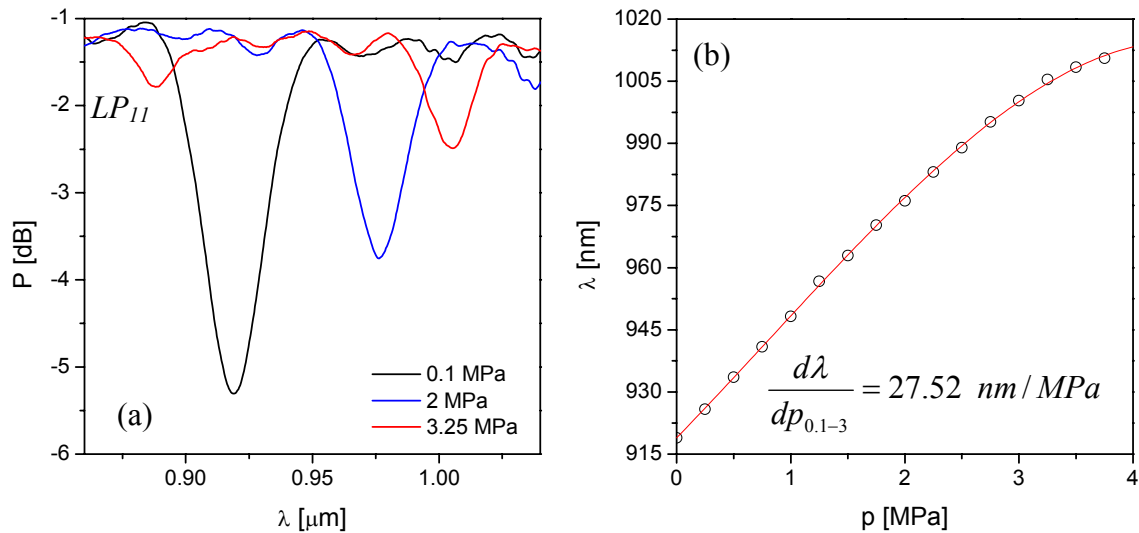 -1
-2
-3
-4
-5
-6
P [dB]
LP₁₁
(a)
0.1 MPa
2 MPa
3.25 MPa
0.90
0.95
1.00
λ [μm]
1020
1005
990
975
960
945
930
915
λ [nm]
(b)
dλ
dp₀.₁₋₃
= 27.52 nm / MPa
0
1
2
3
4
p [MPa]